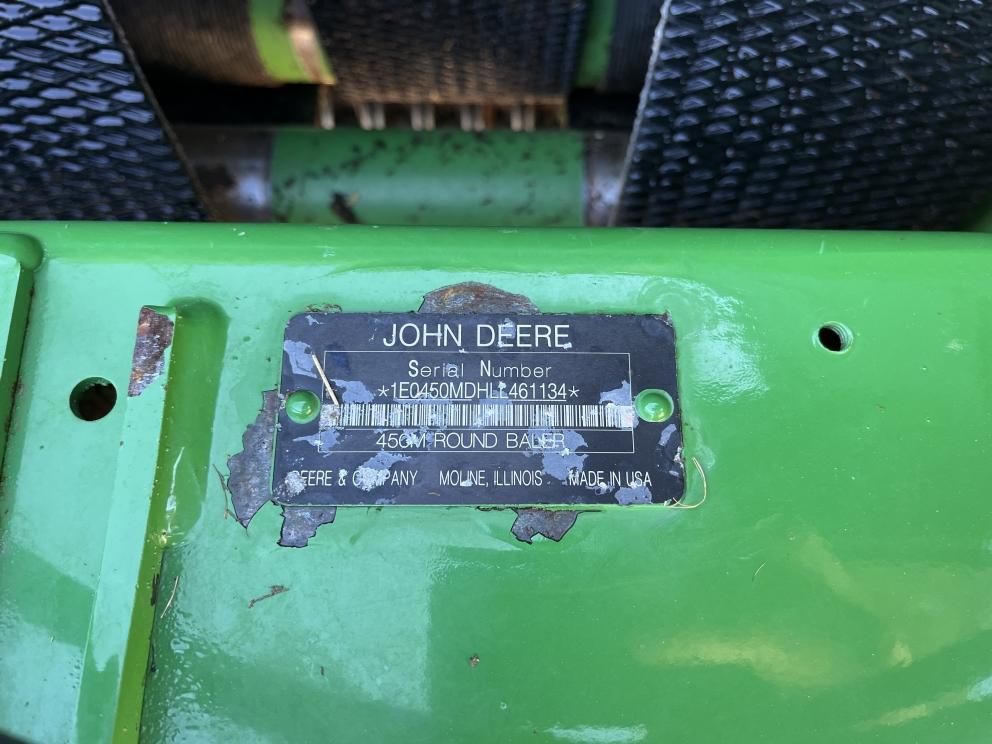 JOHN DEERE
Serial Number
*1E0450MDHLL461134*
450M ROUND BALER
DEERE & COMPANY MOLINE, ILLINOIS MADE IN USA